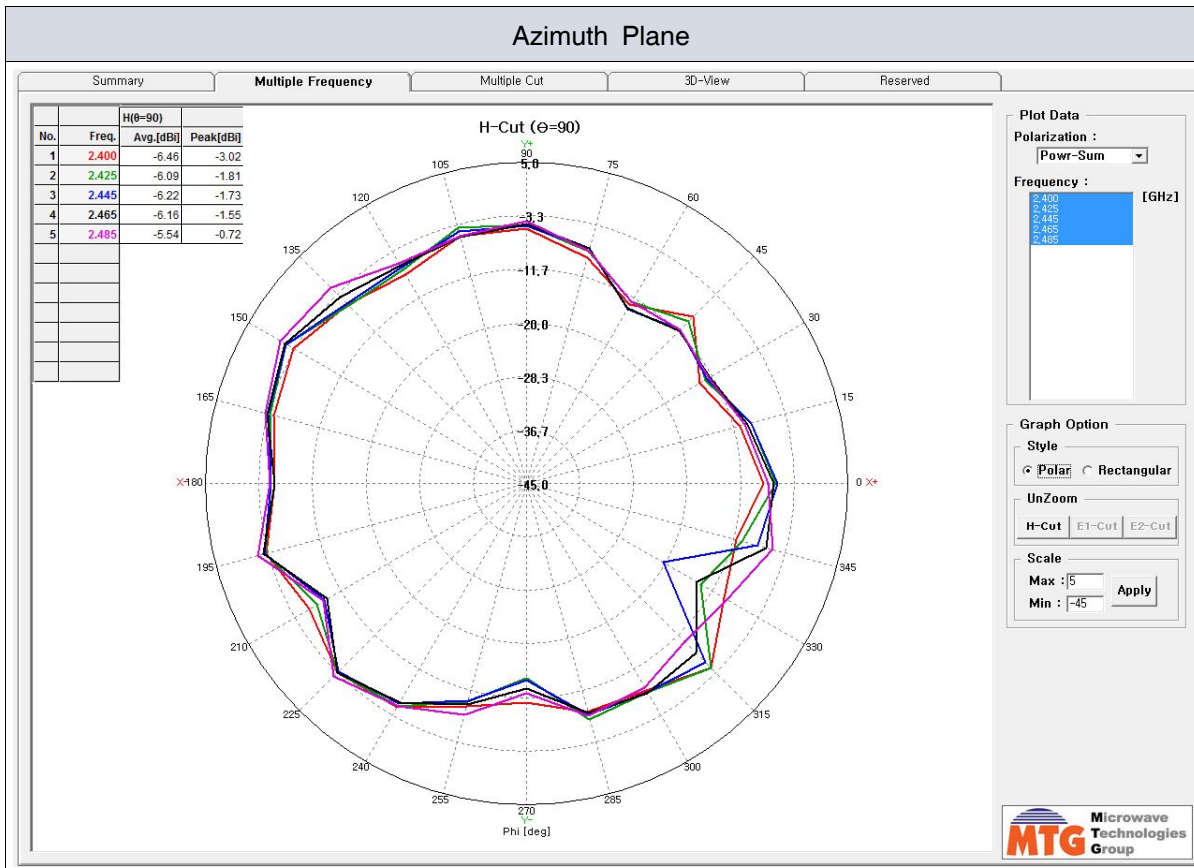 Azimuth Plane
Summary Multiple Frequency Multiple Cut 3D-View Reserved
H(θ=90)
No. Freq. Avg.[dBi] Peak[dBi]
1 2.400 -6.46 -3.02
2 2.425 -6.09 -1.81
3 2.445 -6.22 -1.73
4 2.465 -6.16 -1.55
5 2.485 -5.54 -0.72
H-Cut (Θ=90)
Y+
90
105 75
5.0
120 60
-3.3
135 45
-11.7
150 30
-20.0
-28.3
165 15
-36.7
X-180 -45.0 0 X+
195 345
210 330
225 315
240 300
255 285
270
Y-
Phi [deg]
Plot Data
Polarization :
Powr-Sum
Frequency :
[GHz]
2,400
2,425
2,445
2,465
2,485
Graph Option
Style
Polar Rectangular
UnZoom
H-Cut E1-Cut E2-Cut
Scale
Max : 5
Min : -45
Apply
MTG
Microwave
Technologies
Group